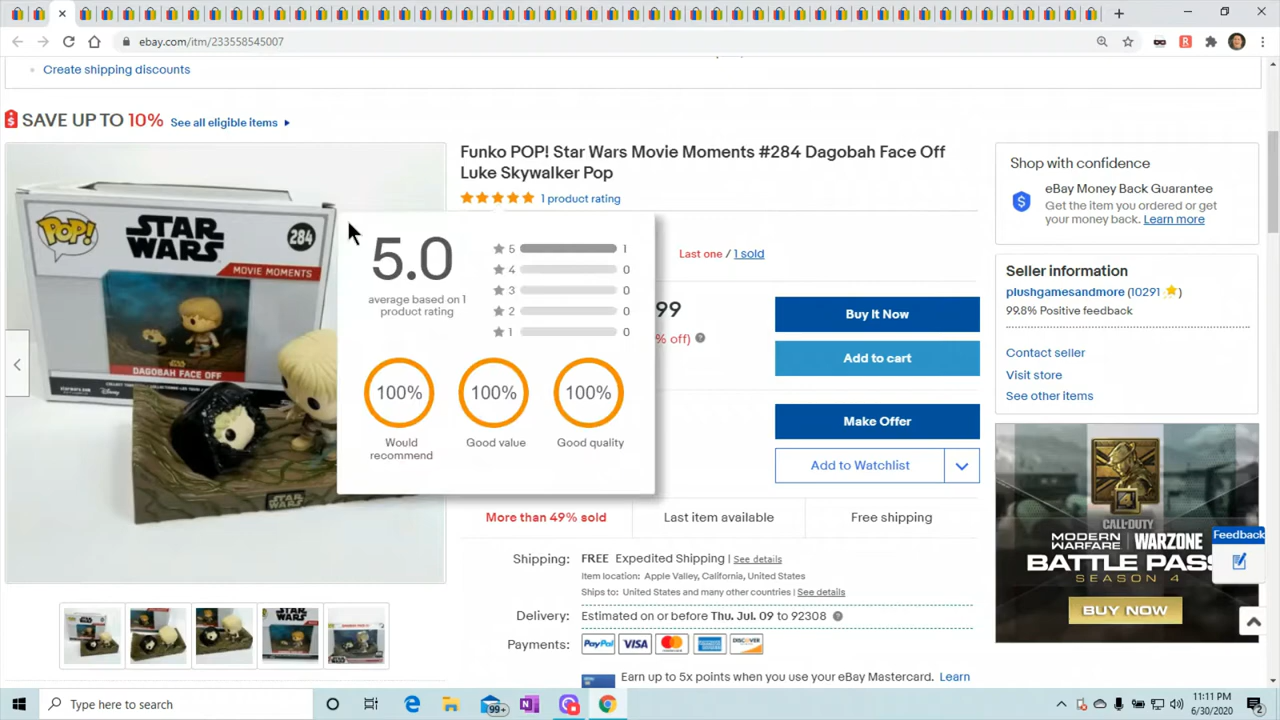 ebay.com/itm/233558545007
Create shipping discounts
SAVE UP TO 10% See all eligible items
Funko POP! Star Wars Movie Moments #284 Dagobah Face Off
Luke Skywalker Pop
1 product rating
5.0
average based on 1
product rating
5 1
4 0
3 0
2 0
1 0
100% 100% 100%
Would
recommend
Good value
Good quality
Last one / 1 sold
99
% off)
Buy It Now
Add to cart
Make Offer
Add to Watchlist
More than 49% sold
Last item available
Free shipping
Shipping: FREE Expedited Shipping | See details
Item location: Apple Valley, California, United States
Ships to: United States and many other countries | See details
Delivery: Estimated on or before Thu. Jul. 09 to 92308
Payments: PayPal VISA mastercard AMERICAN EXPRESS DISCOVER
Earn up to 5x points when you use your eBay Mastercard. Learn
Shop with confidence
eBay Money Back Guarantee
Get the item you ordered or
get your money back. Learn more
Seller information
plushgamesandmore (10291)
99.8% Positive feedback
Contact seller
Visit store
See other items
4
CALL OF DUTY
MODERN WARFARE | WARZONE
BATTLE PASS
SEASON 4
BUY NOW
Feedback
POP!
STAR
WARS
284
MOVIE MOMENTS
DAGOBAH FACE OFF
Disney
STAR
WARS
Type here to search
99+
11:11 PM
6/30/2020
2